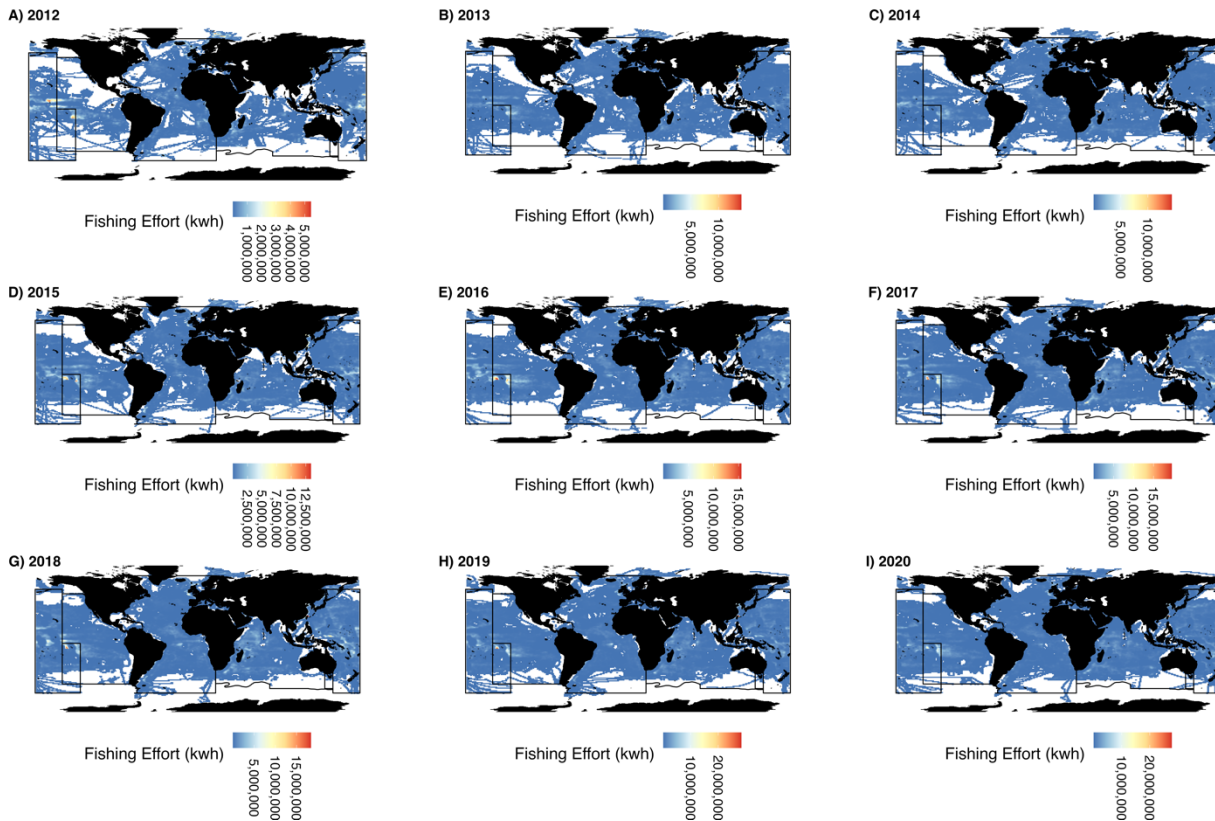 A) 2012
B) 2013
C) 2014
Fishing Effort (kwh)
1,000,000
2,000,000
3,000,000
4,000,000
5,000,000
Fishing Effort (kwh)
5,000,000
10,000,000
Fishing Effort (kwh)
5,000,000
10,000,000
D) 2015
E) 2016
F) 2017
Fishing Effort (kwh)
2,500,000
5,000,000
7,500,000
10,000,000
12,500,000
Fishing Effort (kwh)
5,000,000
10,000,000
15,000,000
Fishing Effort (kwh)
5,000,000
10,000,000
15,000,000
G) 2018
H) 2019
I) 2020
Fishing Effort (kwh)
5,000,000
10,000,000
15,000,000
Fishing Effort (kwh)
10,000,000
20,000,000
Fishing Effort (kwh)
10,000,000
20,000,000